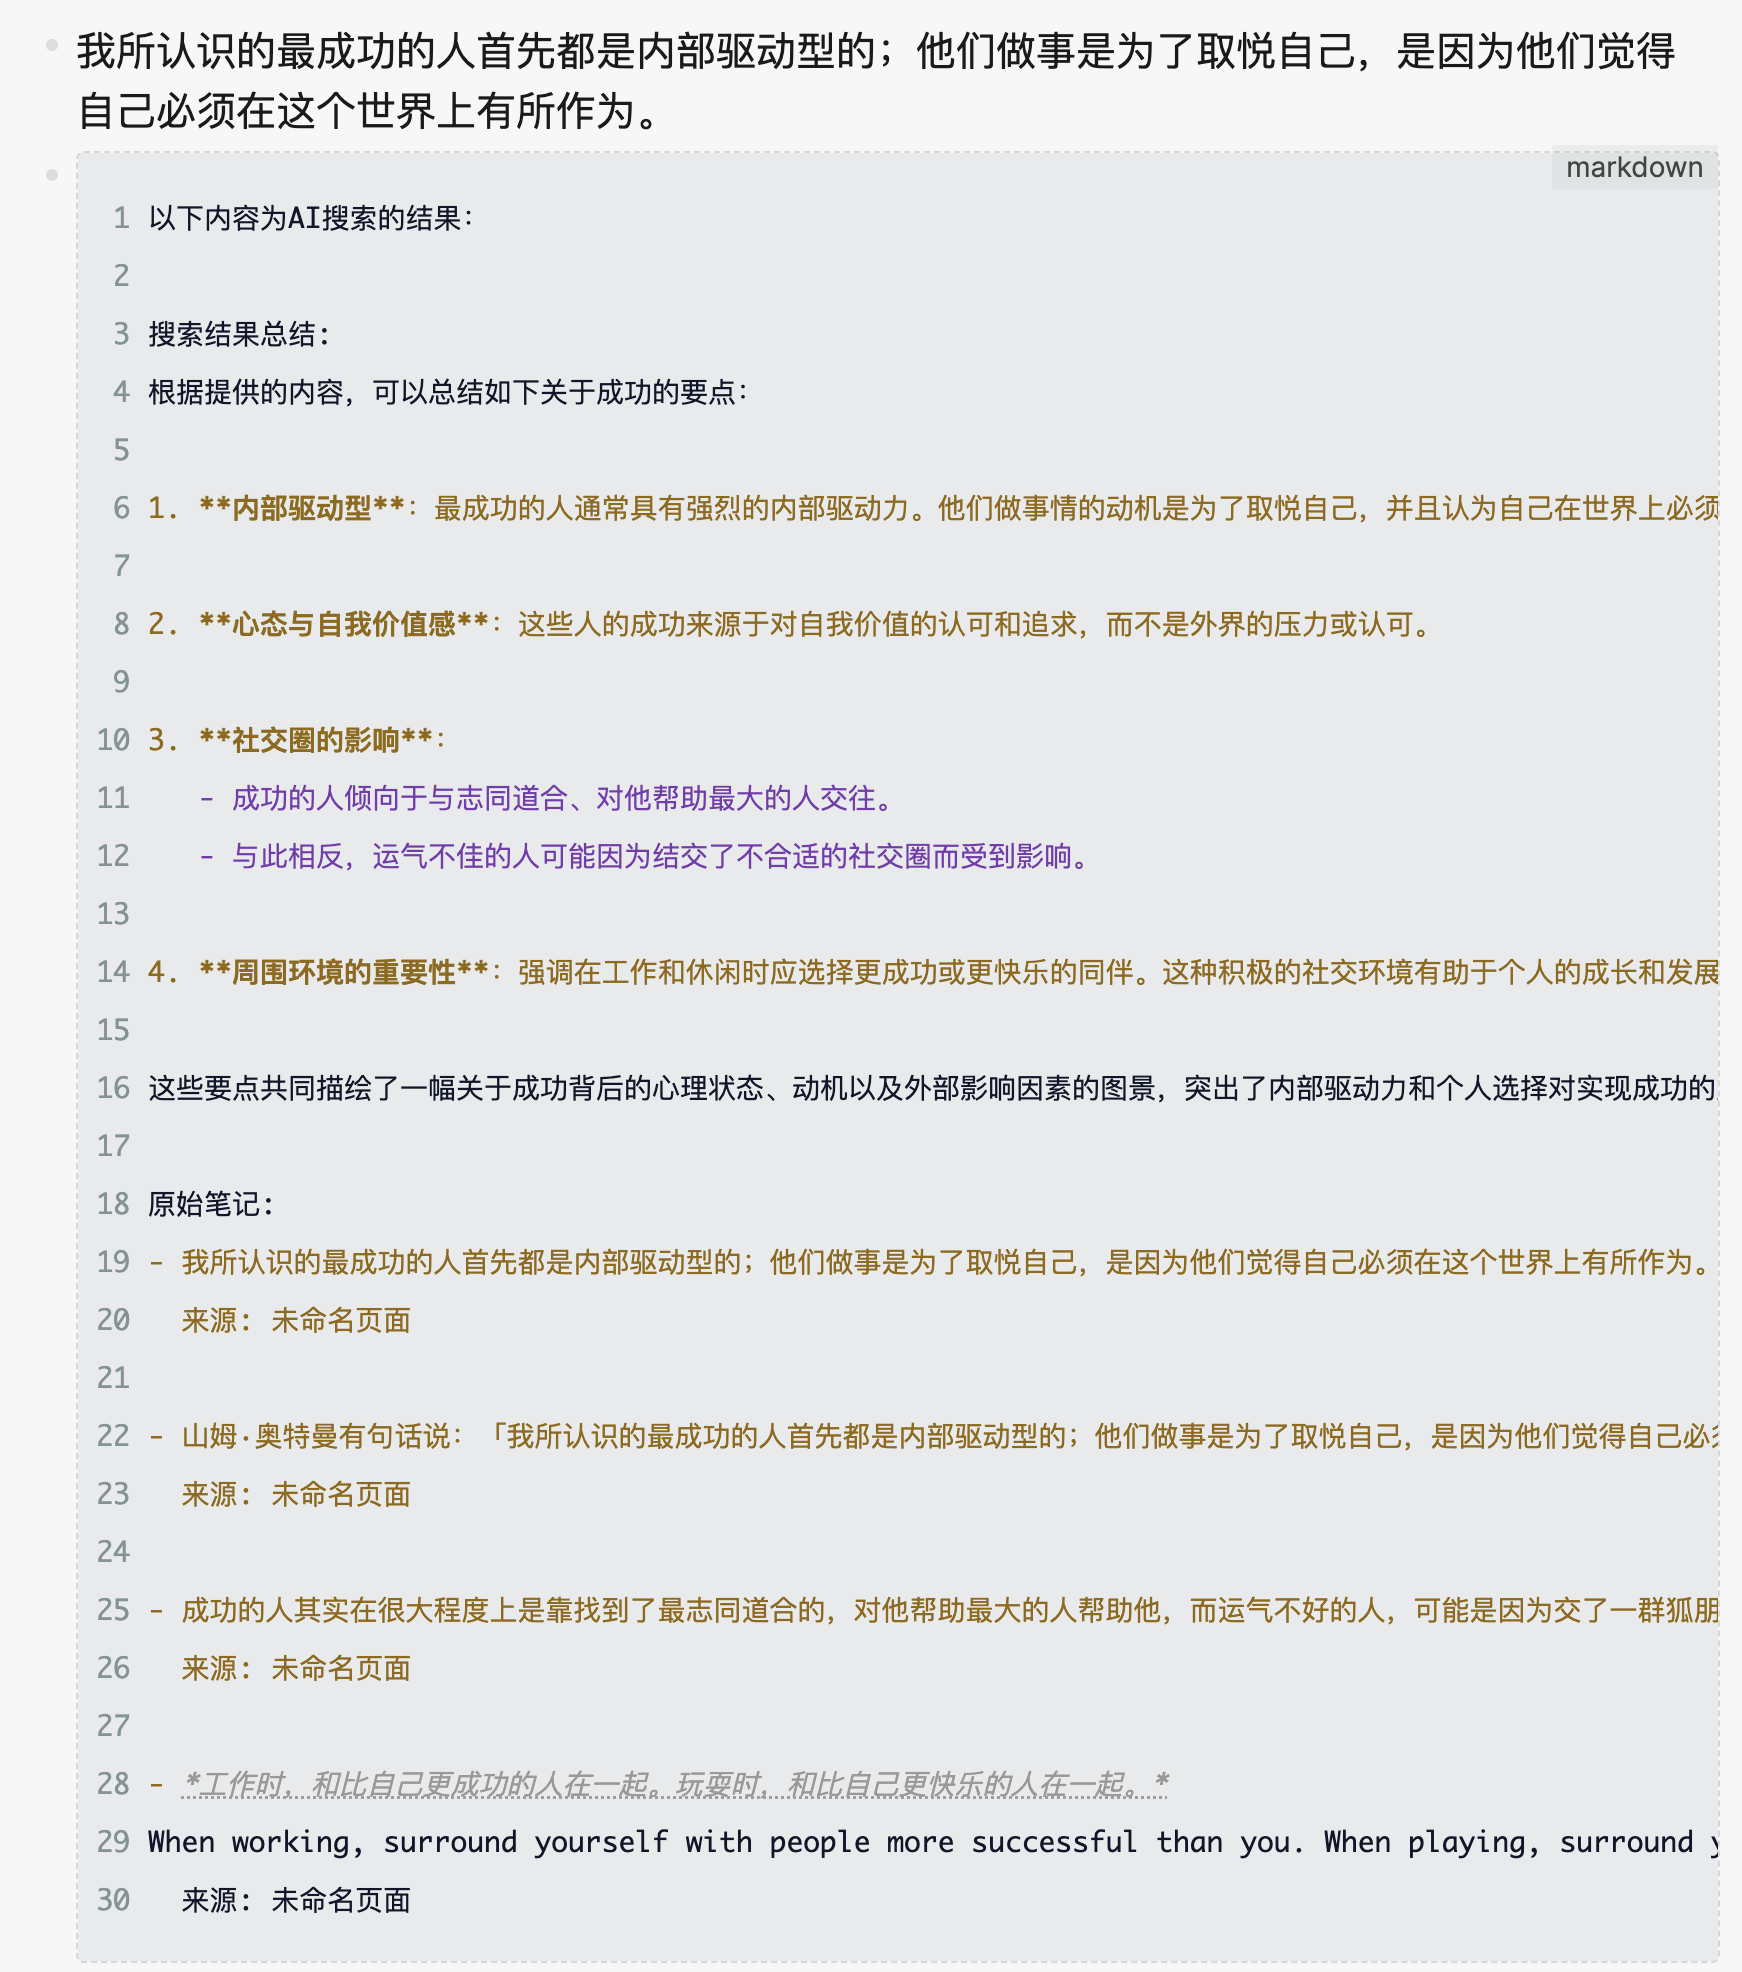 我所认识的最成功的人首先都是内部驱动型的；他们做事是为了取悦自己，是因为他们觉得
自己必须在这个世界上有所作为。
markdown
1 以下内容为AI搜索的结果：
2
3 搜索结果总结:
4 根据提供的内容，可以总结如下关于成功的要点：
5
6 1. **内部驱动型**：最成功的人通常具有强烈的内部驱动力。他们做事情的动机是为了取悦自己，并且认为自己在世界上必须
7
8 2. **心态与自我价值感**：这些人的成功来源于对自我价值的认可和追求，而不是外界的压力或认可。
9
10 3. **社交圈的影响**：
11 - 成功的人倾向于与志同道合、对他帮助最大的人交往。
12 - 与此相反，运气不佳的人可能因为结交了不合适的社交圈而受到影响。
13
14 4. **周围环境的重要性**：强调在工作和休闲时应选择更成功或更快乐的同伴。这种积极的社交环境有助于个人的成长和发展
15
16 这些要点共同描绘了一幅关于成功背后的心理状态、动机以及外部影响因素的图景，突出了内部驱动力和个人选择对实现成功的
17
18 原始笔记:
19 - 我所认识的最成功的人首先都是内部驱动型的；他们做事是为了取悦自己，是因为他们觉得自己必须在这个世界上有所作为。
20 来源: 未命名页面
21
22 - 山姆·奥特曼有句话说：「我所认识的最成功的人首先都是内部驱动型的；他们做事是为了取悦自己，是因为他们觉得自己必须
23 来源: 未命名页面
24
25 - 成功的人其实在很大程度上是靠找到了最志同道合的，对他帮助最大的人帮助他，而运气不好的人，可能是因为交了一群狐朋
26 来源: 未命名页面
27
28 - *工作时，和比自己更成功的人在一起。玩耍时，和比自己更快乐的人在一起。*
29 When working, surround yourself with people more successful than you. When playing, surround
30 来源: 未命名页面